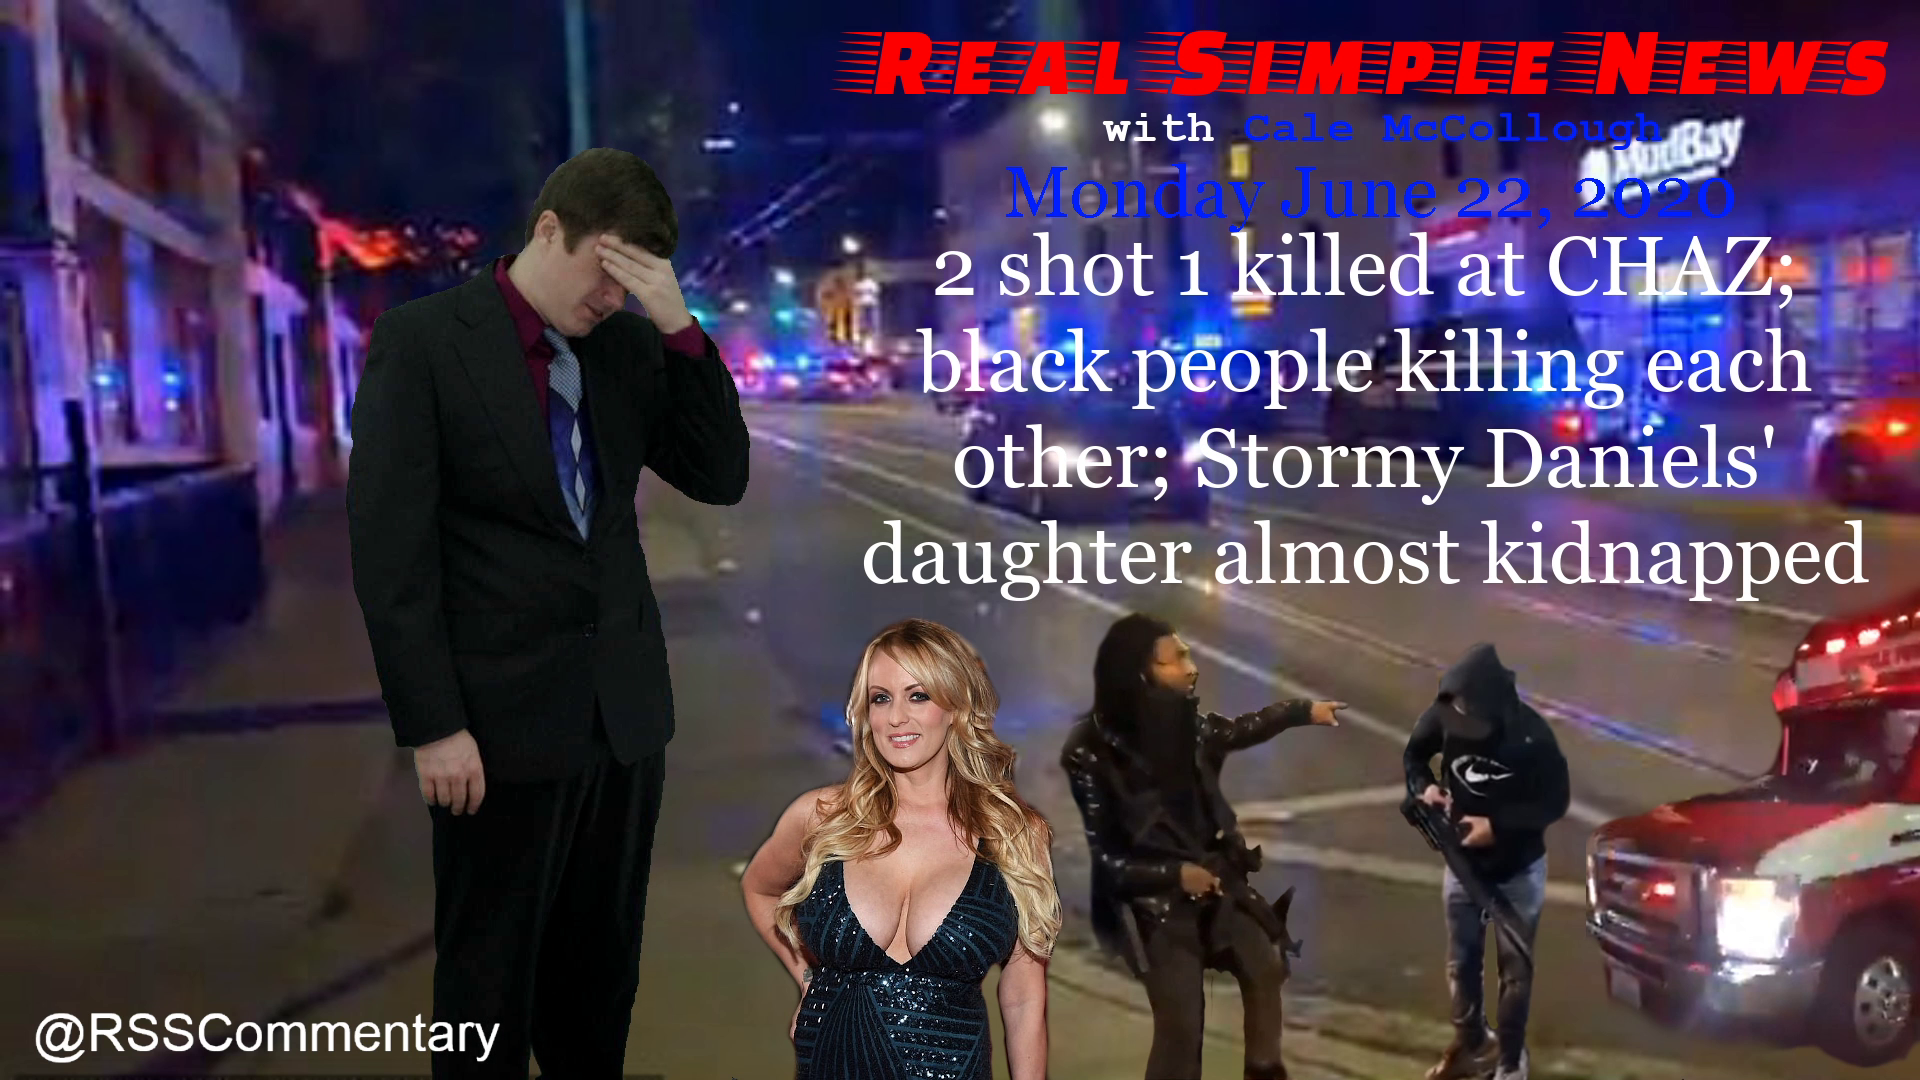 REAL SIMPLE NEWS
with Cale McCollough
Monday June 22, 2020
ModBay
2 shot 1 killed at CHAZ;
black people killing each
other; Stormy Daniels'
daughter almost kidnapped
@RSSCommentary